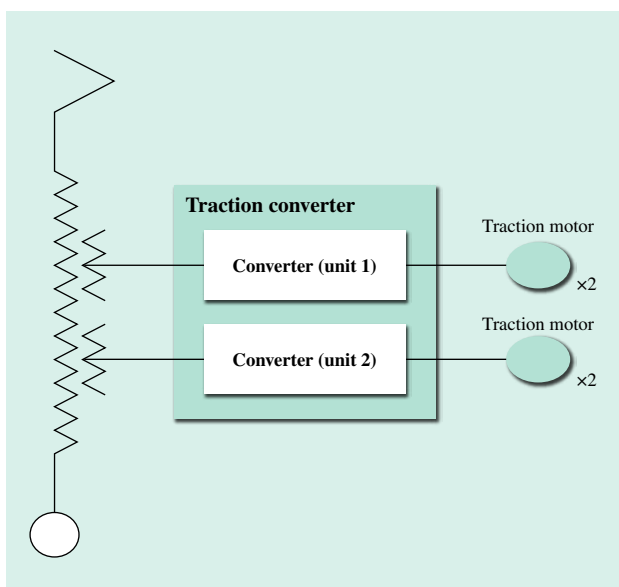 Traction converter
Converter (unit 1)
Traction motor
×2
Converter (unit 2)
Traction motor
×2